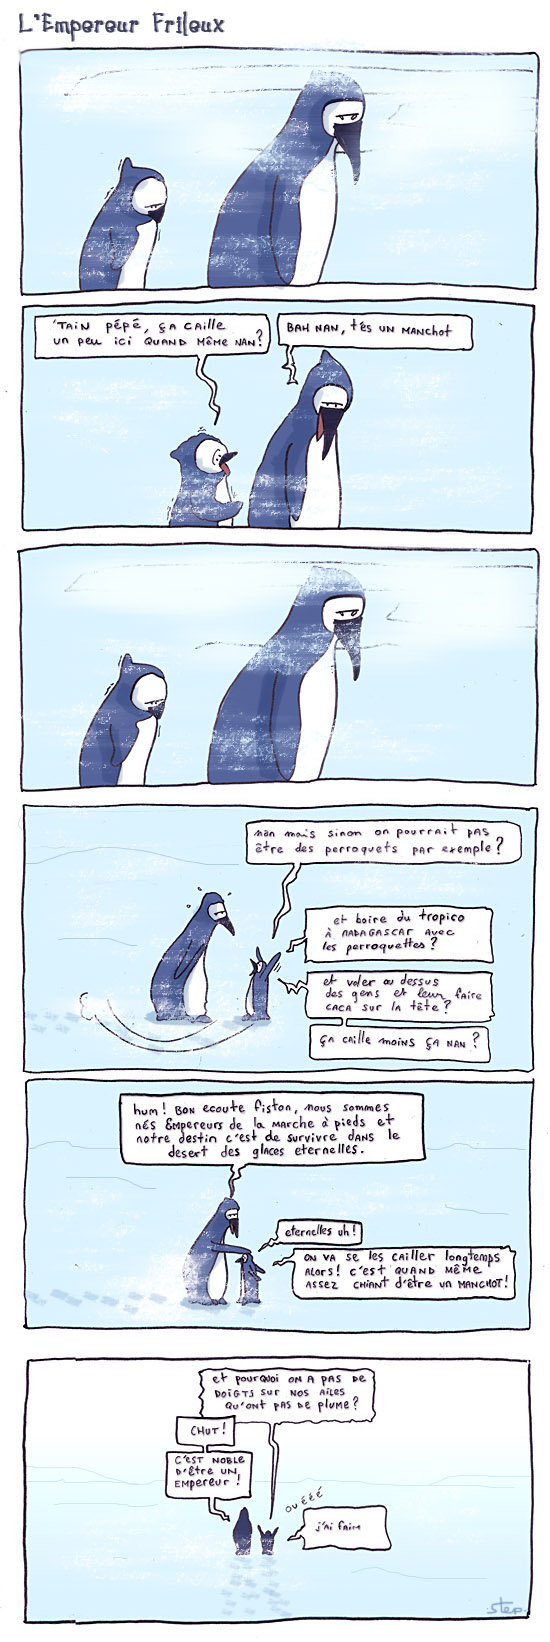 L'Empereur Frileux
'TAIN PÉPÉ, ÇA CAILLE
UN PEU ICI QUAND MÊME NAN?
BAH NAN, T'ES UN MANCHOT
nan mais sinon on pourrait pas
être des perroquets par exemple?
et boire du tropico
à MADAGASCAR avec
les perroquettes?
et voler au dessus
des gens et leur faire
caca sur la tête?
ÇA CAILLE MOINS ÇA NAN?
hum! BON ecoute fiston, nous sommes
nés Empereurs de la MARCHE à pieds et
notre destin c'est de survivre DANS le
desert des glaces eternelles.
eternelles uh!
ON VA SE LES CAILLER longtemps
ALORS! C'EST QUAND MÊME
ASSEZ CHIANT D'ÊTRE UN MANCHOT!
et pourquoi ON A PAS DE
DOIGTS SUR NOS AILES
QU'ONT PAS DE PLUME?
CHUT!
C'EST NOBLE
D'ÊTRE UN
EMPEREUR!
OUÉÉÉ
j'ai faim
step.